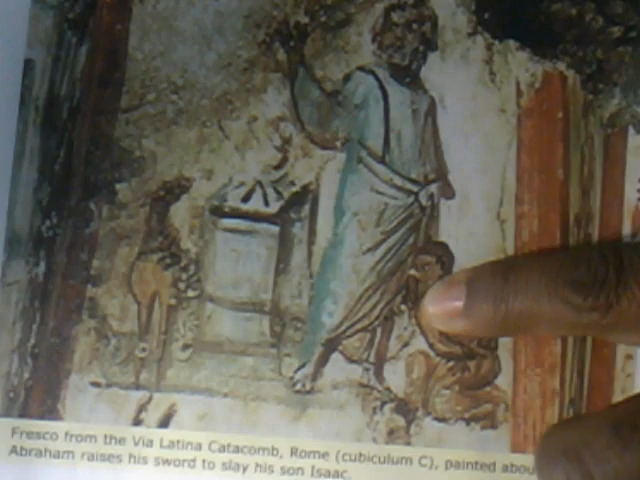 Fresco from the Via Latina Catacomb, Rome (cubiculum C), painted
Abraham raises his sword to slay his son Isaac.